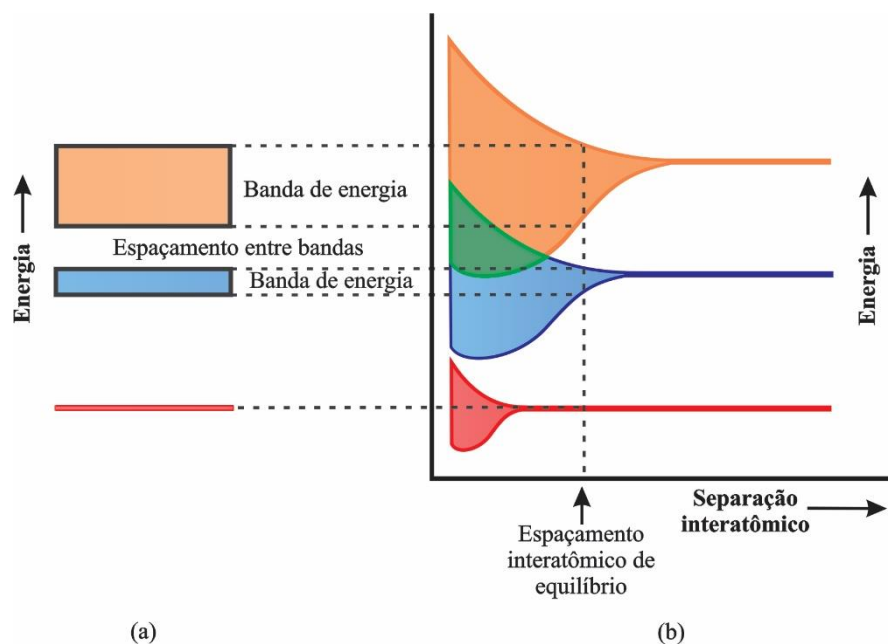 Energia
Banda de energia
Espaçamento entre bandas
Banda de energia
Energia
Separação
interatômico
Espaçamento
interatômico de
equilíbrio
(a)
(b)